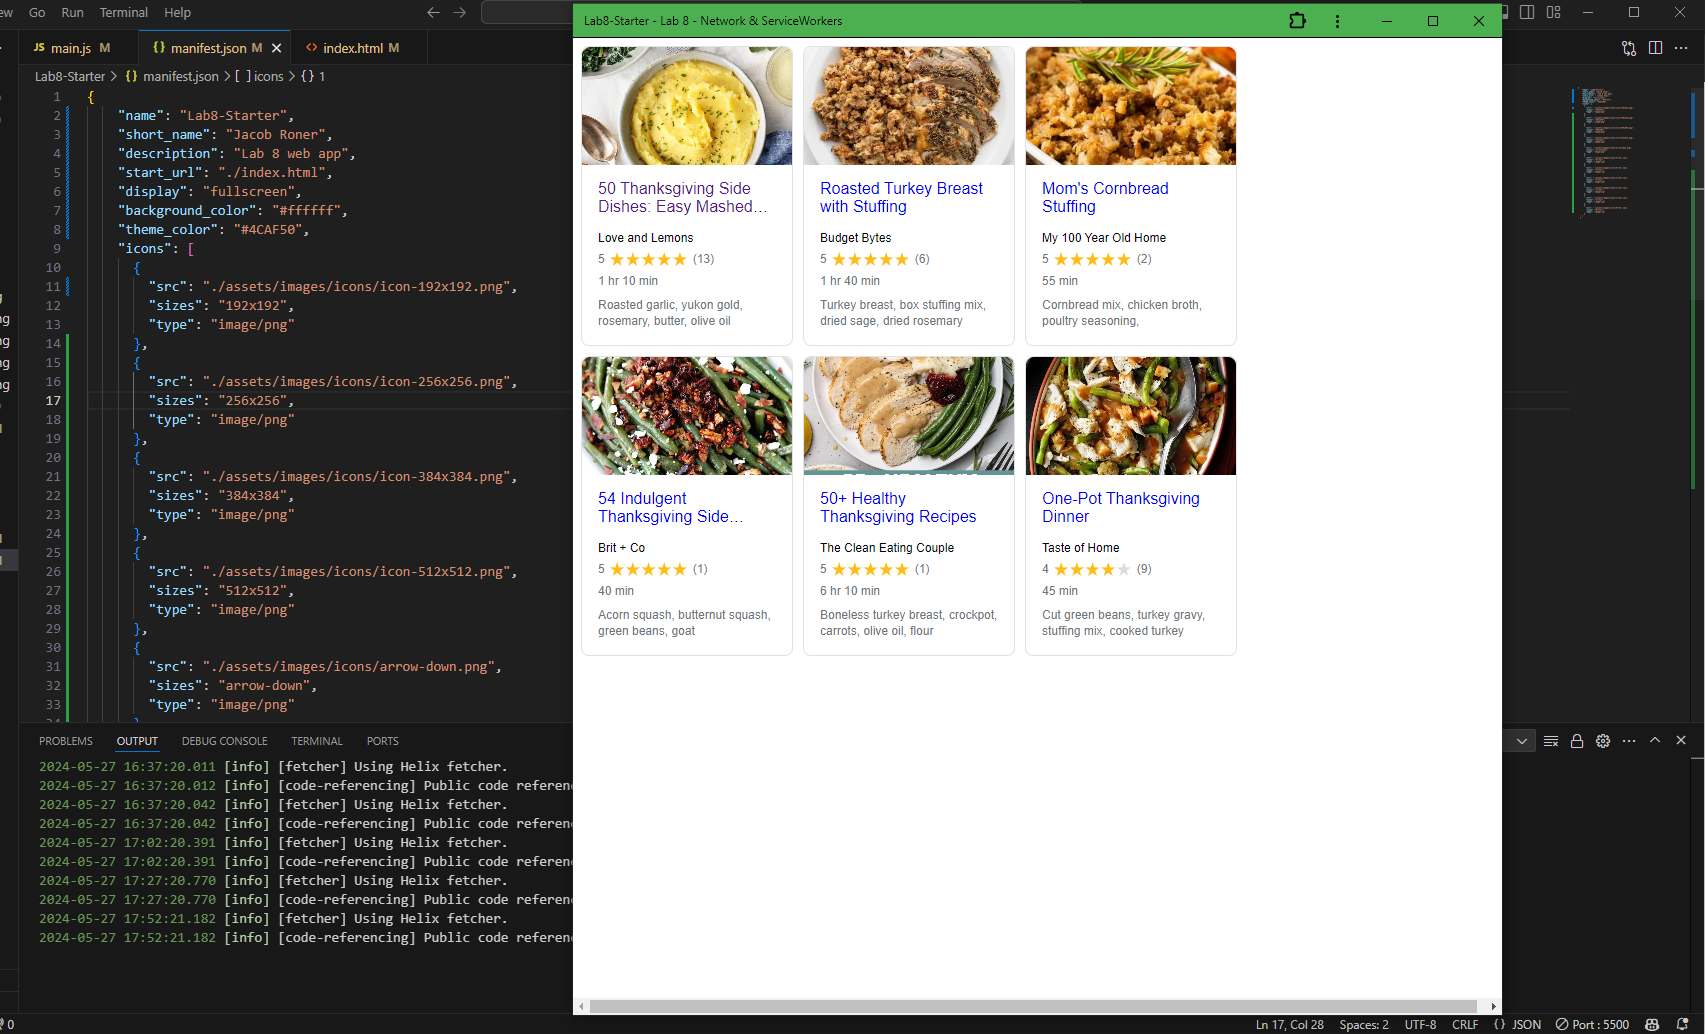 Go Run Terminal Help
main.js M
manifest.json M
index.html M
Lab8-Starter > manifest.json > [ ] icons > { } 1
1 {
2 "name": "Lab8-Starter",
3 "short_name": "Jacob Roner",
4 "description": "Lab 8 web app",
5 "start_url": "./index.html",
6 "display": "fullscreen",
7 "background_color": "#ffffff",
8 "theme_color": "#4CAF50",
9 "icons": [
10 {
11 "src": "./assets/images/icons/icon-192x192.png",
12 "sizes": "192x192",
13 "type": "image/png"
14 },
15 {
16 "src": "./assets/images/icons/icon-256x256.png",
17 "sizes": "256x256",
18 "type": "image/png"
19 },
20 {
21 "src": "./assets/images/icons/icon-384x384.png",
22 "sizes": "384x384",
23 "type": "image/png"
24 },
25 {
26 "src": "./assets/images/icons/icon-512x512.png",
27 "sizes": "512x512",
28 "type": "image/png"
29 },
30 {
31 "src": "./assets/images/icons/arrow-down.png",
32 "sizes": "arrow-down",
33 "type": "image/png"
PROBLEMS OUTPUT DEBUG CONSOLE TERMINAL PORTS
2024-05-27 16:37:20.011 [info] [fetcher] Using Helix fetcher.
2024-05-27 16:37:20.012 [info] [code-referencing] Public code referen
2024-05-27 16:37:20.042 [info] [fetcher] Using Helix fetcher.
2024-05-27 16:37:20.042 [info] [code-referencing] Public code referen
2024-05-27 17:02:20.391 [info] [fetcher] Using Helix fetcher.
2024-05-27 17:02:20.391 [info] [code-referencing] Public code referen
2024-05-27 17:27:20.770 [info] [fetcher] Using Helix fetcher.
2024-05-27 17:27:20.770 [info] [code-referencing] Public code referen
2024-05-27 17:52:21.182 [info] [fetcher] Using Helix fetcher.
2024-05-27 17:52:21.182 [info] [code-referencing] Public code referen
Lab8-Starter - Lab 8 - Network & ServiceWorkers
50 Thanksgiving Side
Dishes: Easy Mashed…
Love and Lemons
5 (13)
1 hr 10 min
Roasted garlic, yukon gold,
rosemary, butter, olive oil
Roasted Turkey Breast
with Stuffing
Budget Bytes
5 (6)
1 hr 40 min
Turkey breast, box stuffing mix,
dried sage, dried rosemary
Mom's Cornbread
Stuffing
My 100 Year Old Home
5 (2)
55 min
Cornbread mix, chicken broth,
poultry seasoning,
54 Indulgent
Thanksgiving Side…
Brit + Co
5 (1)
40 min
Acorn squash, butternut squash,
green beans, goat
50+ Healthy
Thanksgiving Recipes
The Clean Eating Couple
5 (1)
6 hr 10 min
Boneless turkey breast, crockpot,
carrots, olive oil, flour
One-Pot Thanksgiving
Dinner
Taste of Home
4 (9)
45 min
Cut green beans, turkey gravy,
stuffing mix, cooked turkey
0
Ln 17, Col 28 Spaces: 2 UTF-8 CRLF { } JSON Port : 5500